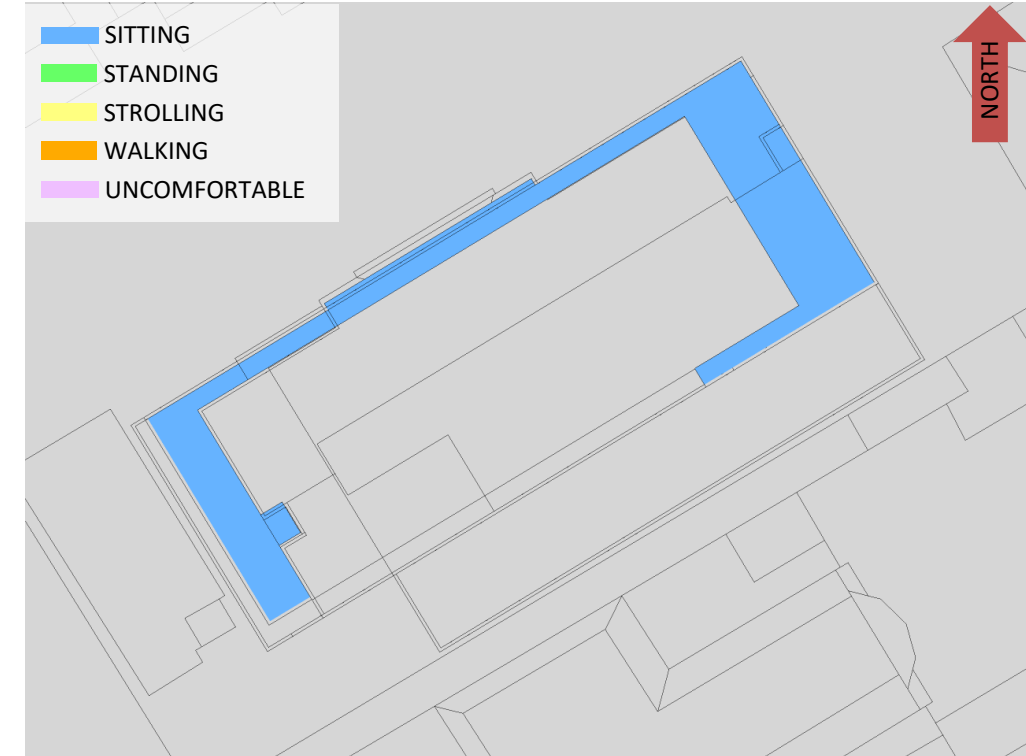 SITTING
STANDING
STROLLING
WALKING
UNCOMFORTABLE
NORTH